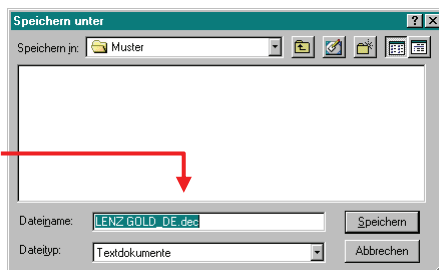 Speichern unter
Speichern in: Muster
Dateiname: LENZ GOLD_DE.dec Speichern
Dateityp: Textdokumente Abbrechen